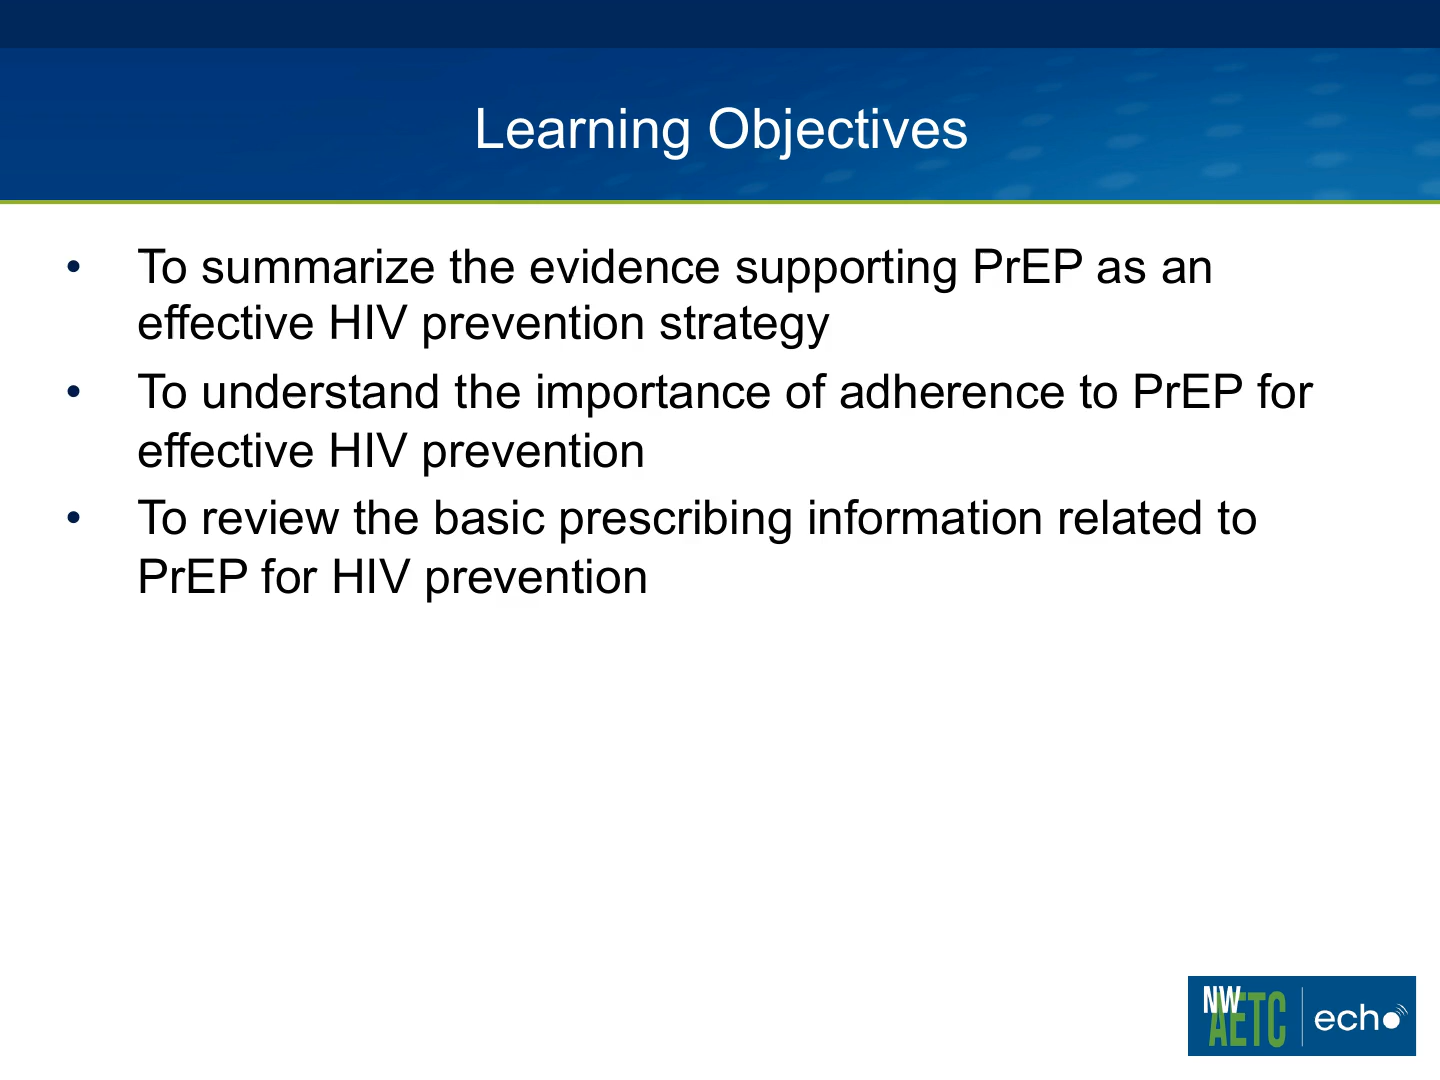 Learning Objectives
• To summarize the evidence supporting PrEP as an
effective HIV prevention strategy
• To understand the importance of adherence to PrEP for
effective HIV prevention
• To review the basic prescribing information related to
PrEP for HIV prevention
NW
AETC
echo